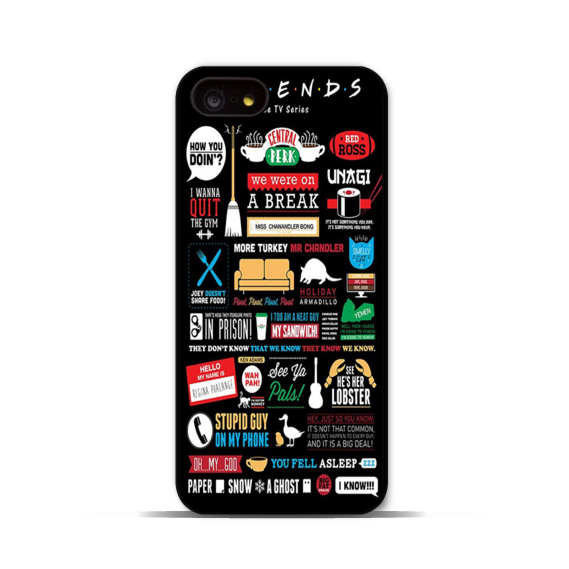 E·N·D·S
TV Series
HOW YOU
DOIN'?
CENTRAL
PERK
RED
ROSS
I WANNA
QUIT
THE GYM
we were on
A BREAK
MISS CHANANDLER BONG
UNAGI
IT'S NOT SOMETHING YOU ARE,
IT'S SOMETHING YOU HAVE.
MORE TURKEY MR CHANDLER
SMELLY
CAT
JOEY DOESN'T
SHARE FOOD!
Pivot, Pivot, Pivot, Pivot
HOLIDAY
ARMADILLO
YEMEN
IN PRISON!
I TOO AM A NEAT GUY
MY SANDWICH!
THEY DON'T KNOW THAT WE KNOW THEY KNOW WE KNOW.
HELLO
MY NAME IS
REGINA PHALANGE
KEN ADAMS
WAH
PAH!
See Ya
Pals!
SEE
HE'S HER
LOBSTER
STUPID GUY
ON MY PHONE
HEY, JUST SO YOU KNOW,
IT'S NOT THAT COMMON,
IT DOESN'T HAPPEN TO EVERY GUY,
AND IT IS A BIG DEAL!
OH...MY...GOD
YOU FELL ASLEEP
ZZZ
PAPER SNOW A GHOST
I KNOW!!!